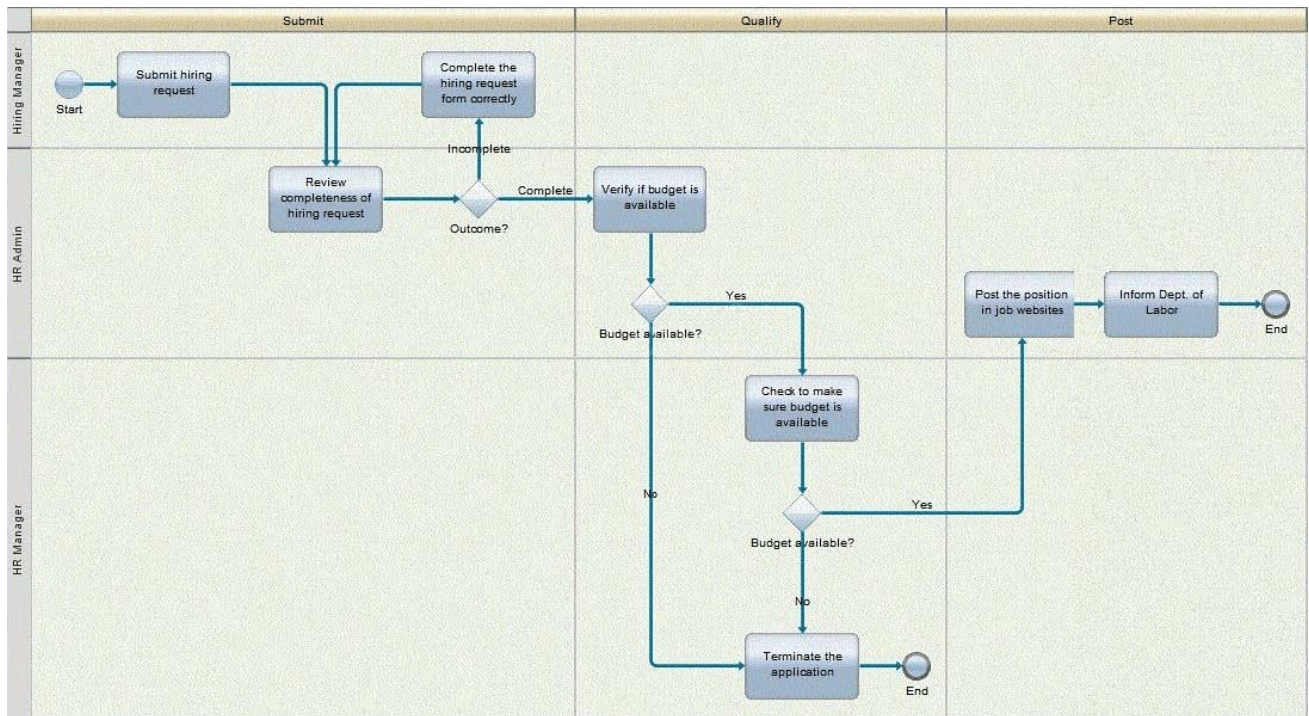 Submit
Qualify
Post
Hiring Manager
Start
Submit hiring
request
Complete the
hiring request
form correctly
Incomplete
HR Admin
Review
completeness of
hiring request
Outcome?
Complete
Verify if budget is
available
Budget available?
Yes
Post the position
in job websites
Inform Dept. of
Labor
End
HR Manager
Check to make
sure budget is
available
No
Budget available?
Yes
No
Terminate the
application
End